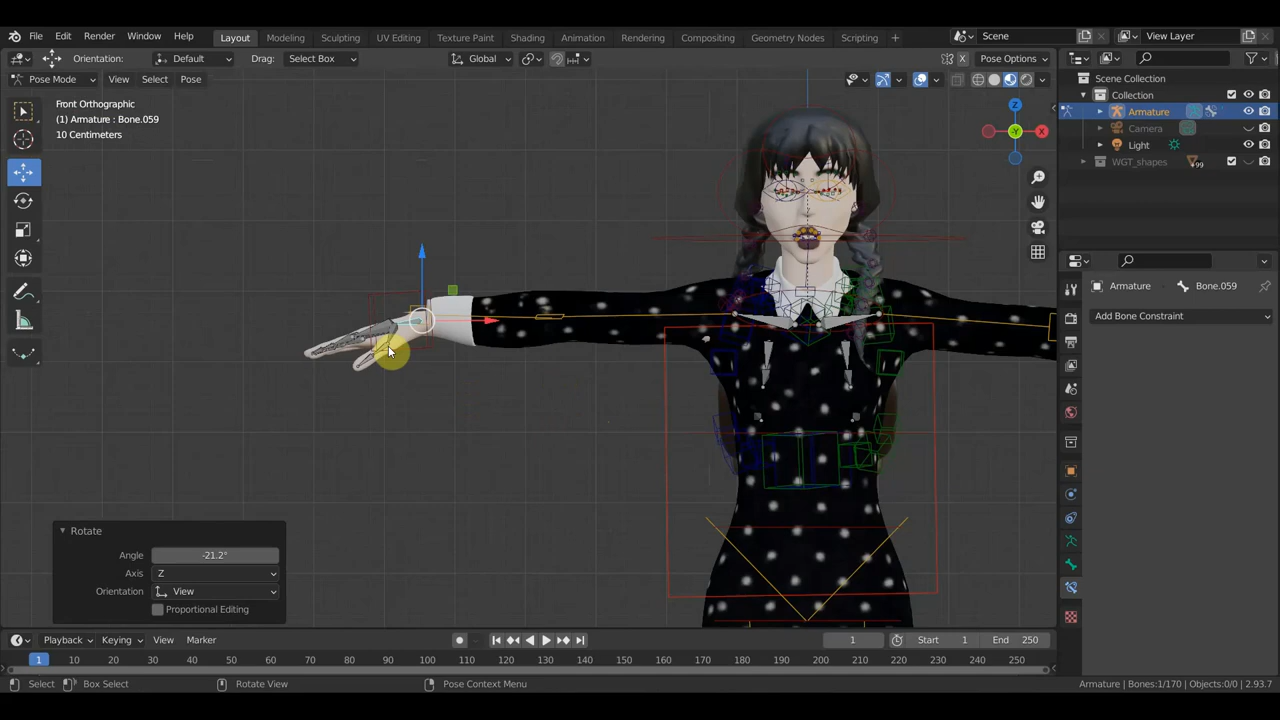 File Edit Render Window Help Layout Modeling Sculpting UV Editing Texture Paint Shading Animation Rendering Compositing Geometry Nodes Scripting + Scene View Layer
Orientation: Default Drag: Select Box Global X Pose Options
Pose Mode View Select Pose
Front Orthographic
(1) Armature : Bone.059
10 Centimeters
Z
X
Y
Scene Collection
Collection
Armature
Camera
Light
WGT_shapes 99
Armature Bone.059
Add Bone Constraint
Rotate
Angle -21.2°
Axis Z
Orientation View
Proportional Editing
Playback Keying View Marker 1 Start 1 End 250
1 10 20 30 40 50 60 70 80 90 100 110 120 130 140 150 160 170 180 190 200 210 220 230 240 250
Select Box Select Rotate View Pose Context Menu Armature | Bones:1/170 | Objects:0/0 | 2.93.7